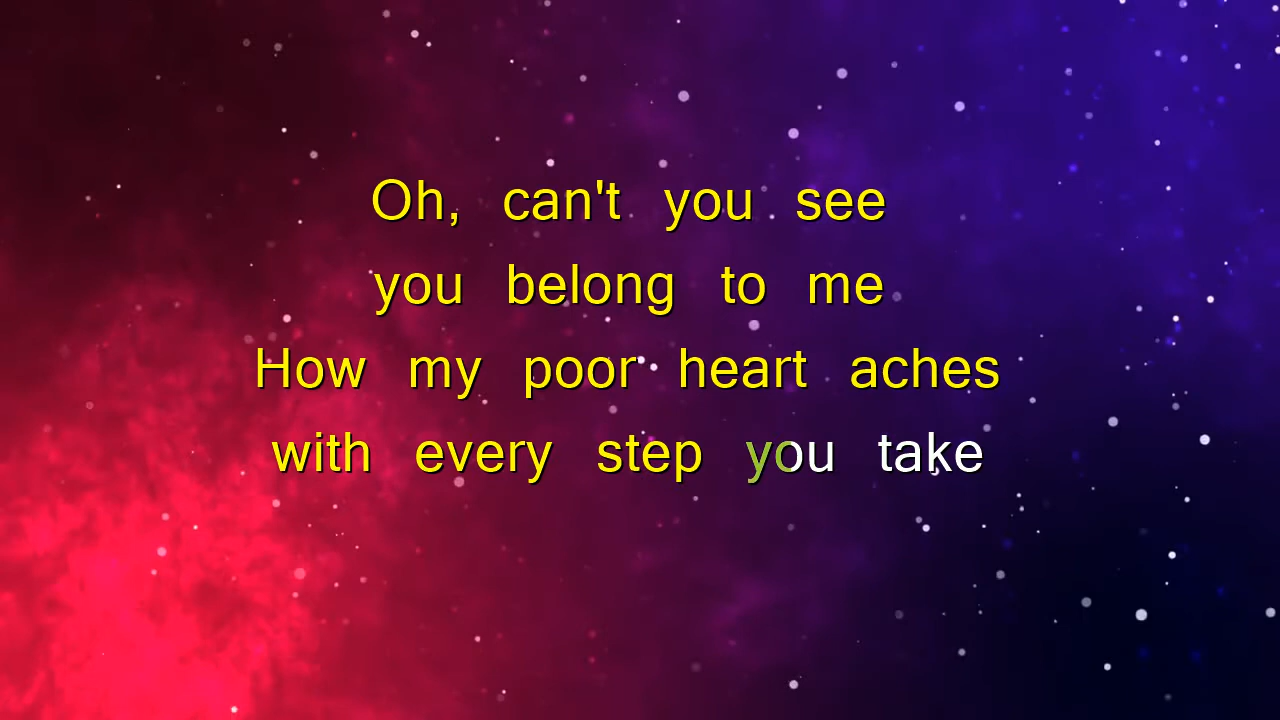 Oh, can't you see
you belong to me
How my poor heart aches
with every step you take